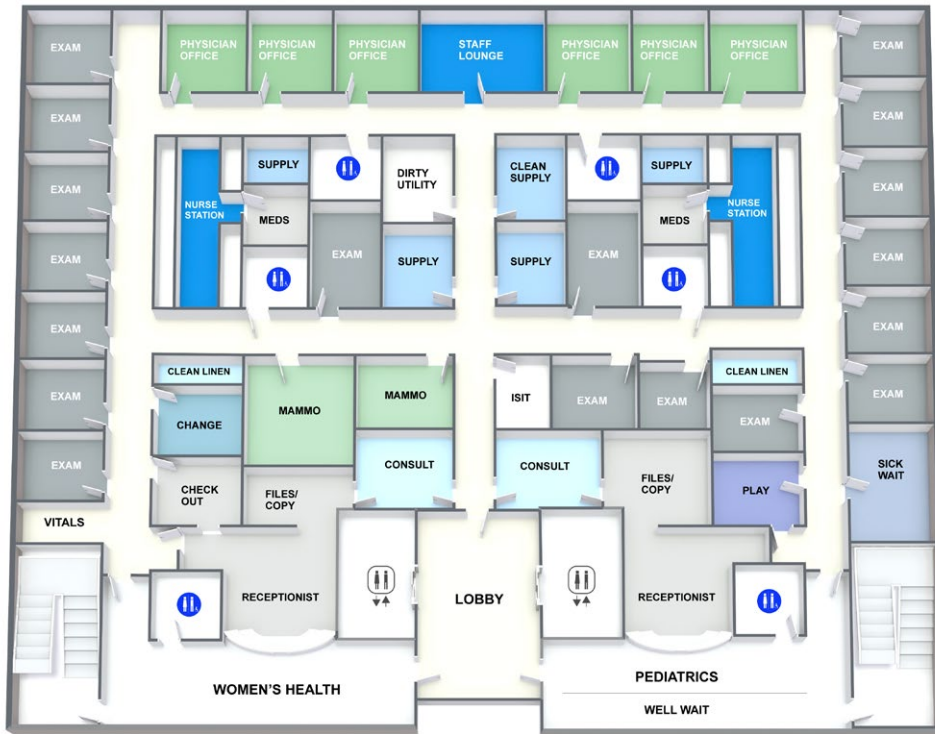 EXAM
PHYSICIAN
OFFICE
PHYSICIAN
OFFICE
PHYSICIAN
OFFICE
STAFF
LOUNGE
PHYSICIAN
OFFICE
PHYSICIAN
OFFICE
PHYSICIAN
OFFICE
EXAM
EXAM
EXAM
EXAM
SUPPLY
DIRTY
UTILITY
CLEAN
SUPPLY
SUPPLY
EXAM
NURSE
STATION
MEDS
MEDS
NURSE
STATION
EXAM
EXAM
SUPPLY
SUPPLY
EXAM
EXAM
EXAM
EXAM
EXAM
CLEAN LINEN
MAMMO
MAMMO
ISIT
EXAM
EXAM
CLEAN LINEN
EXAM
EXAM
CHANGE
EXAM
EXAM
CONSULT
CONSULT
CHECK
OUT
FILES/
COPY
FILES/
COPY
PLAY
SICK
WAIT
VITALS
RECEPTIONIST
LOBBY
RECEPTIONIST
WOMEN'S HEALTH
PEDIATRICS
WELL WAIT